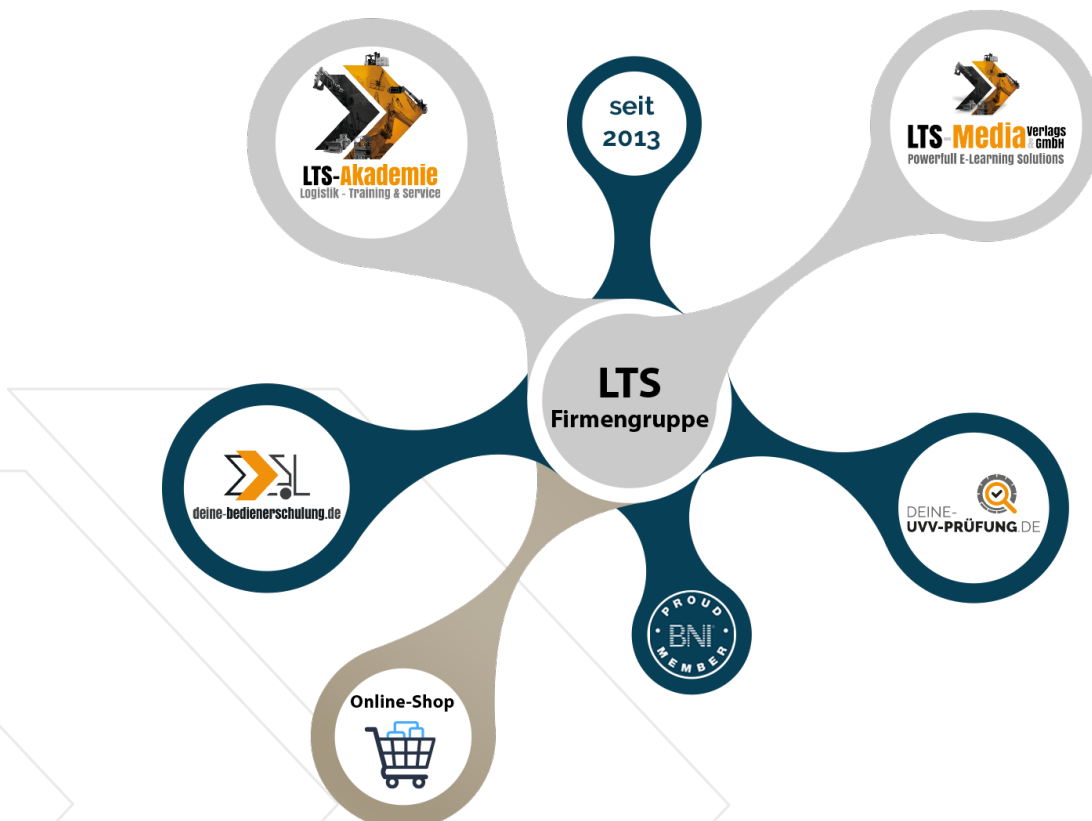 seit
2013
LTS-Akademie
Logistik - Training & Service
LTS-Media Verlags GmbH
Powerfull E-Learning Solutions
LTS
Firmengruppe
deine-bedienerschulung.de
DEINE-
UVV-PRÜFUNG.DE
PROUD
BNI
MEMBER
Online-Shop